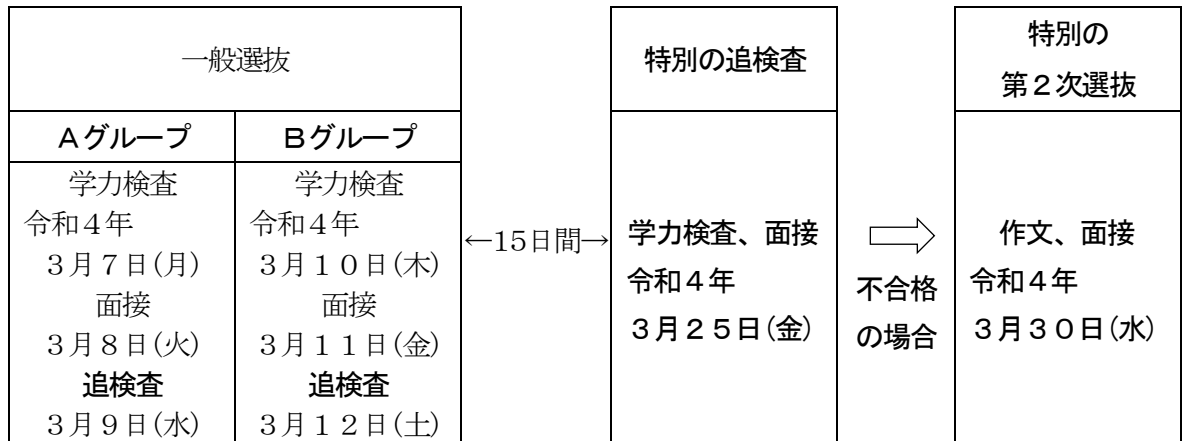 一般選抜
Aグループ
学力検査
令和4年
3月7日(月)
面接
3月8日(火)
追検査
3月9日(水)
Bグループ
学力検査
令和4年
3月10日(木)
面接
3月11日(金)
追検査
3月12日(土)
←15日間→
特別の追検査
学力検査、面接
令和4年
3月25日(金)
不合格
の場合
特別の
第2次選抜
作文、面接
令和4年
3月30日(水)